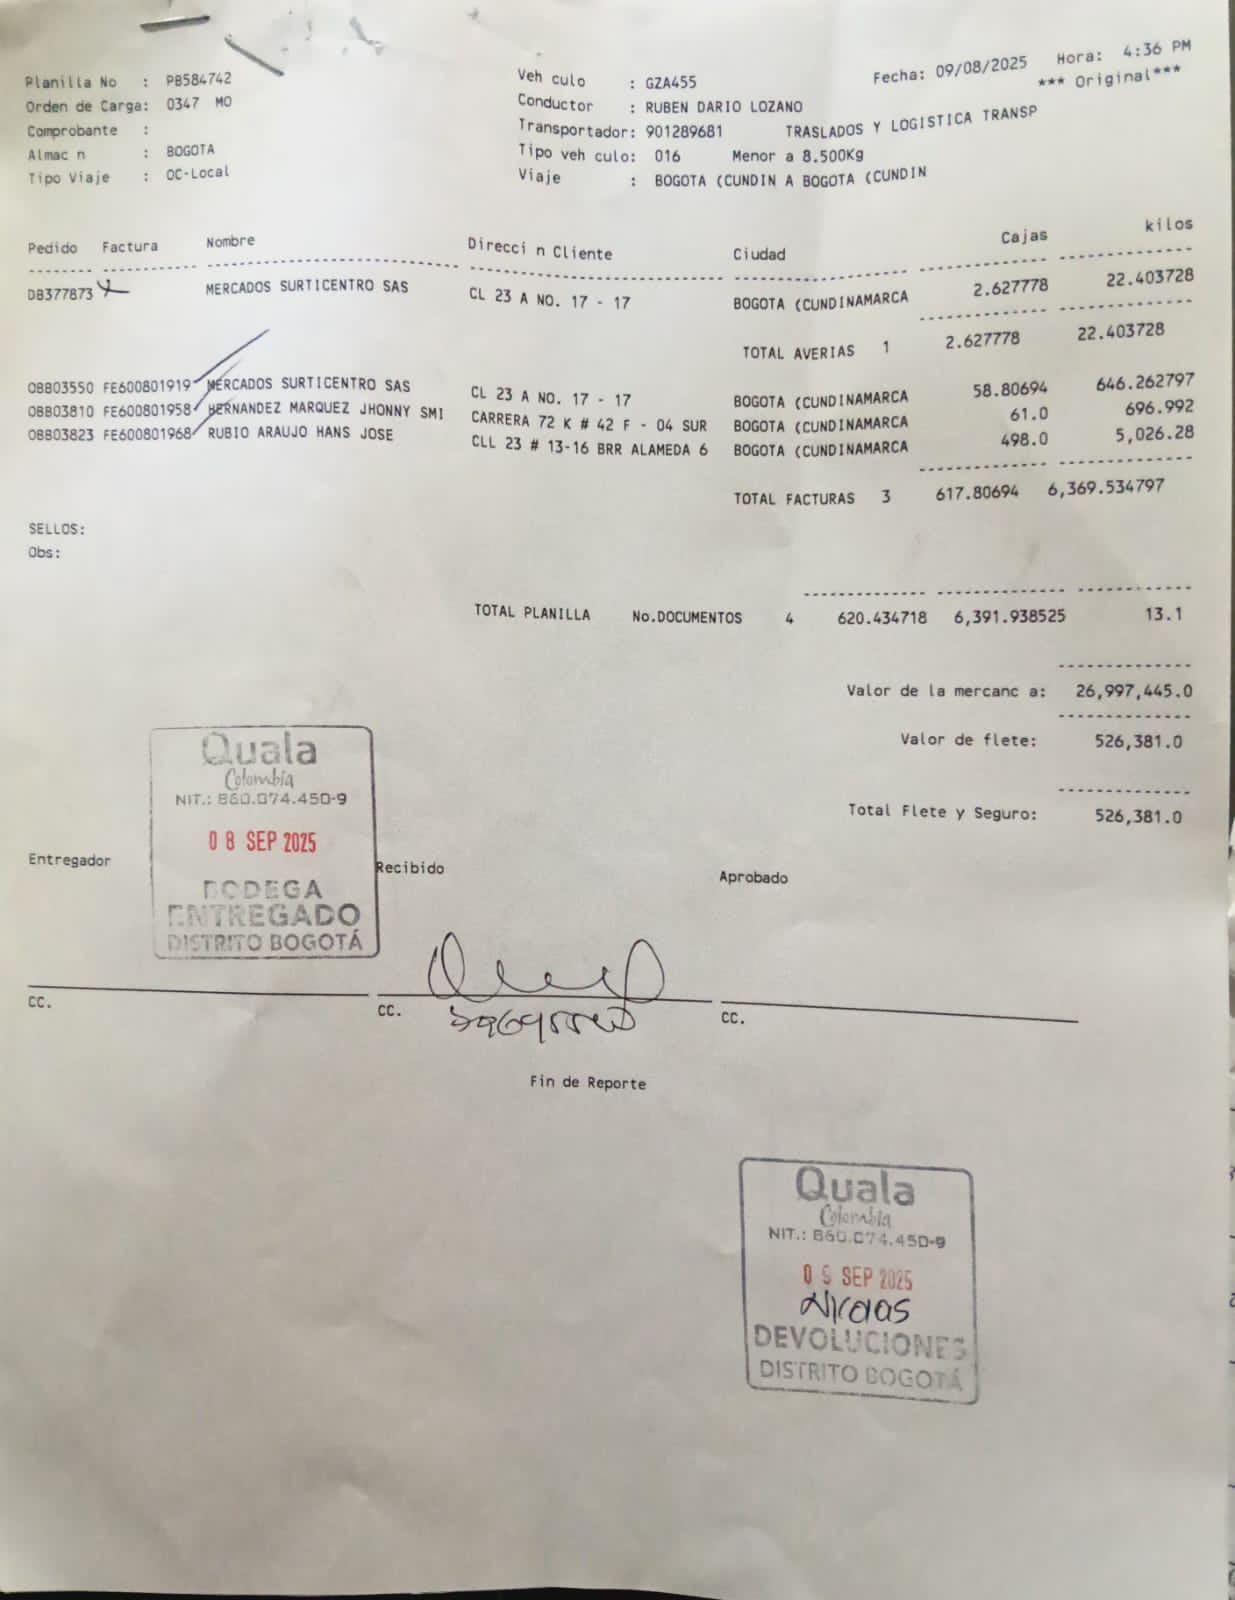 Planilla No : PB584742
Orden de Carga: 0347 MO
Comprobante :
Almac n : BOGOTA
Tipo Viaje : OC-Local
Veh culo : GZA455
Conductor : RUBEN DARIO LOZANO
Transportador: 901289681 TRASLADOS Y LOGISTICA TRANSP
Tipo veh culo: 016 Menor a 8.500Kg
Viaje : BOGOTA (CUNDIN A BOGOTA (CUNDIN
Fecha: 09/08/2025 Hora: 4:36 PM
*** Original***
Pedido Factura Nombre Direcci n Cliente Ciudad Cajas kilos
DB377873 MERCADOS SURTICENTRO SAS CL 23 A NO. 17 - 17 BOGOTA (CUNDINAMARCA 2.627778 22.403728
TOTAL AVERIAS 1 2.627778 22.403728
OBB03550 FE600801919 MERCADOS SURTICENTRO SAS CL 23 A NO. 17 - 17 BOGOTA (CUNDINAMARCA 58.80694 646.262797
OBB03810 FE600801958 HERNANDEZ MARQUEZ JHONNY SMI CARRERA 72 K # 42 F - 04 SUR BOGOTA (CUNDINAMARCA 61.0 696.992
OBB03823 FE600801968 RUBIO ARAUJO HANS JOSE CLL 23 # 13-16 BRR ALAMEDA 6 BOGOTA (CUNDINAMARCA 498.0 5,026.28
TOTAL FACTURAS 3 617.80694 6,369.534797
SELLOS:
Obs:
TOTAL PLANILLA No.DOCUMENTOS 4 620.434718 6,391.938525 13.1
Valor de la mercanc a: 26,997,445.0
Valor de flete: 526,381.0
Total Flete y Seguro: 526,381.0
Quala
Colombia
NIT.: 860.074.450-9
08 SEP 2025
BODEGA
ENTREGADO
DISTRITO BOGOTÁ
Entregador Recibido Aprobado
CC. CC. CC.
Fin de Reporte
Quala
Colombia
NIT.: 860.074.450-9
SEP 2025
Nicolas
DEVOLUCIONES
DISTRITO BOGOTÁ